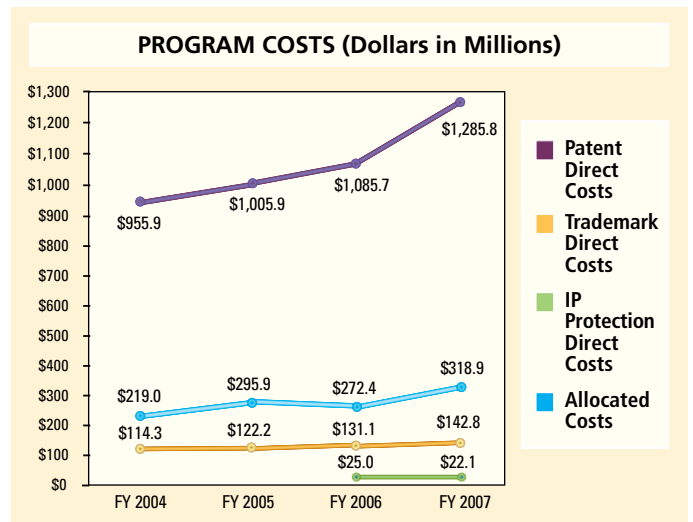 PROGRAM COSTS (Dollars in Millions)
$1,300
$1,200
$1,100
$1,000
$900
$800
$700
$600
$500
$400
$300
$200
$100
$0
$955.9
$1,005.9
$1,085.7
$1,285.8
$219.0
$295.9
$272.4
$318.9
$114.3
$122.2
$131.1
$142.8
$25.0
$22.1
FY 2004
FY 2005
FY 2006
FY 2007
Patent
Direct
Costs
Trademark
Direct
Costs
IP
Protection
Direct
Costs
Allocated
Costs